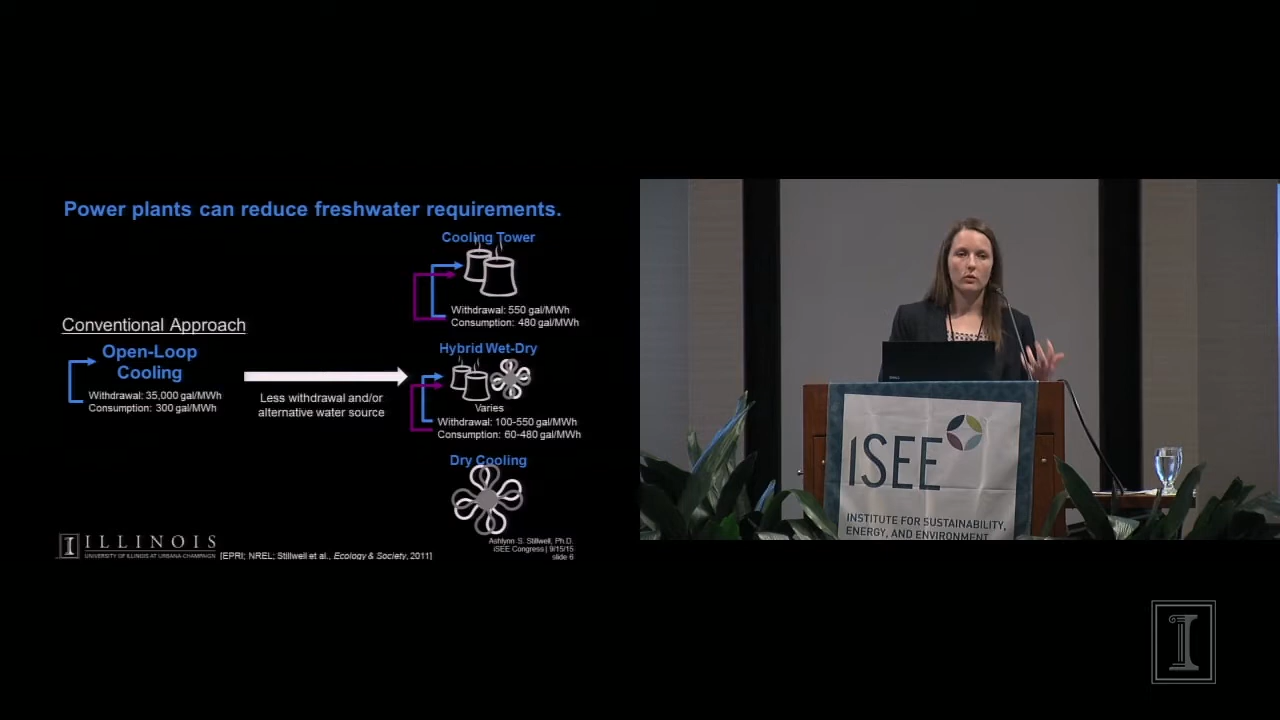 Power plants can reduce freshwater requirements.
Cooling Tower
Withdrawal: 550 gal/MWh
Consumption: 480 gal/MWh
Conventional Approach
Open-Loop
Cooling
Withdrawal: 35,000 gal/MWh
Consumption: 300 gal/MWh
Less withdrawal and/or
alternative water source
Hybrid Wet-Dry
Varies
Withdrawal: 100-550 gal/MWh
Consumption: 60-480 gal/MWh
Dry Cooling
I ILLINOIS
UNIVERSITY OF ILLINOIS AT URBANA-CHAMPAIGN
[EPRI; NREL; Stillwell et al., Ecology & Society, 2011]
Ashlynn S. Stillwell, Ph.D.
iSEE Congress | 9/15/15
slide 6
iSEE
INSTITUTE FOR SUSTAINABILITY,
ENERGY, AND ENVIRONMENT
I